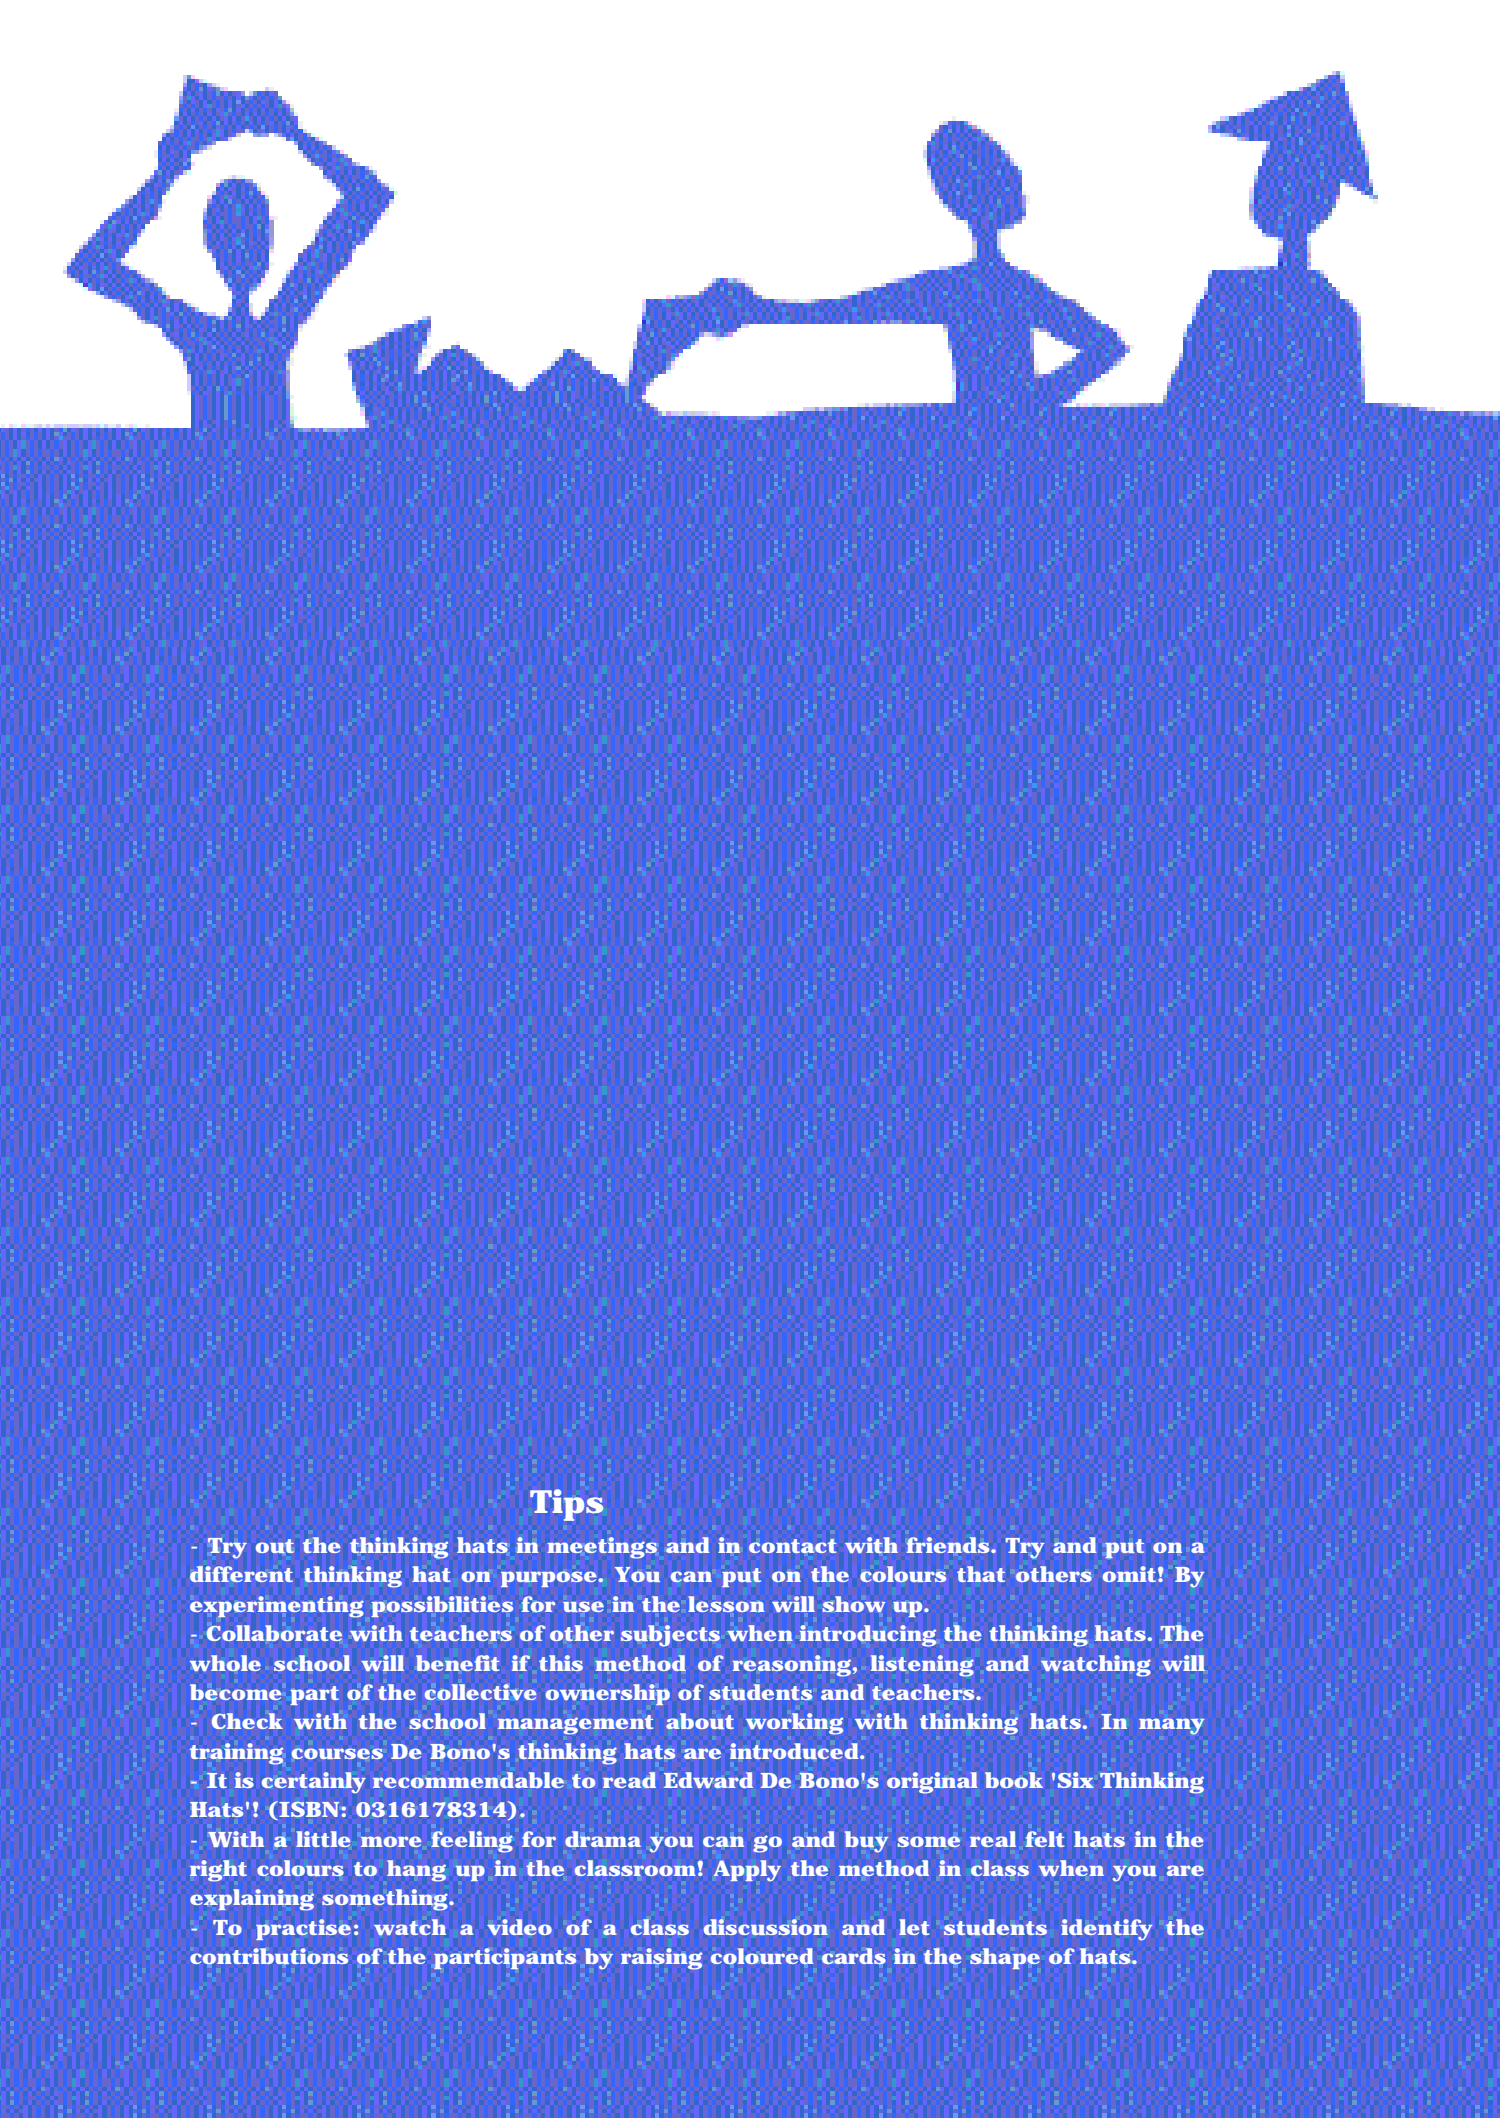 Tips
- Try out the thinking hats in meetings and in contact with friends. Try and put on a
different thinking hat on purpose. You can put on the colours that others omit! By
experimenting possibilities for use in the lesson will show up.
- Collaborate with teachers of other subjects when introducing the thinking hats. The
whole school will benefit if this method of reasoning, listening and watching will
become part of the collective ownership of students and teachers.
- Check with the school management about working with thinking hats. In many
training courses De Bono's thinking hats are introduced.
- It is certainly recommendable to read Edward De Bono's original book 'Six Thinking
Hats'! (ISBN: 0316178314).
- With a little more feeling for drama you can go and buy some real felt hats in the
right colours to hang up in the classroom! Apply the method in class when you are
explaining something.
- To practise: watch a video of a class discussion and let students identify the
contributions of the participants by raising coloured cards in the shape of hats.